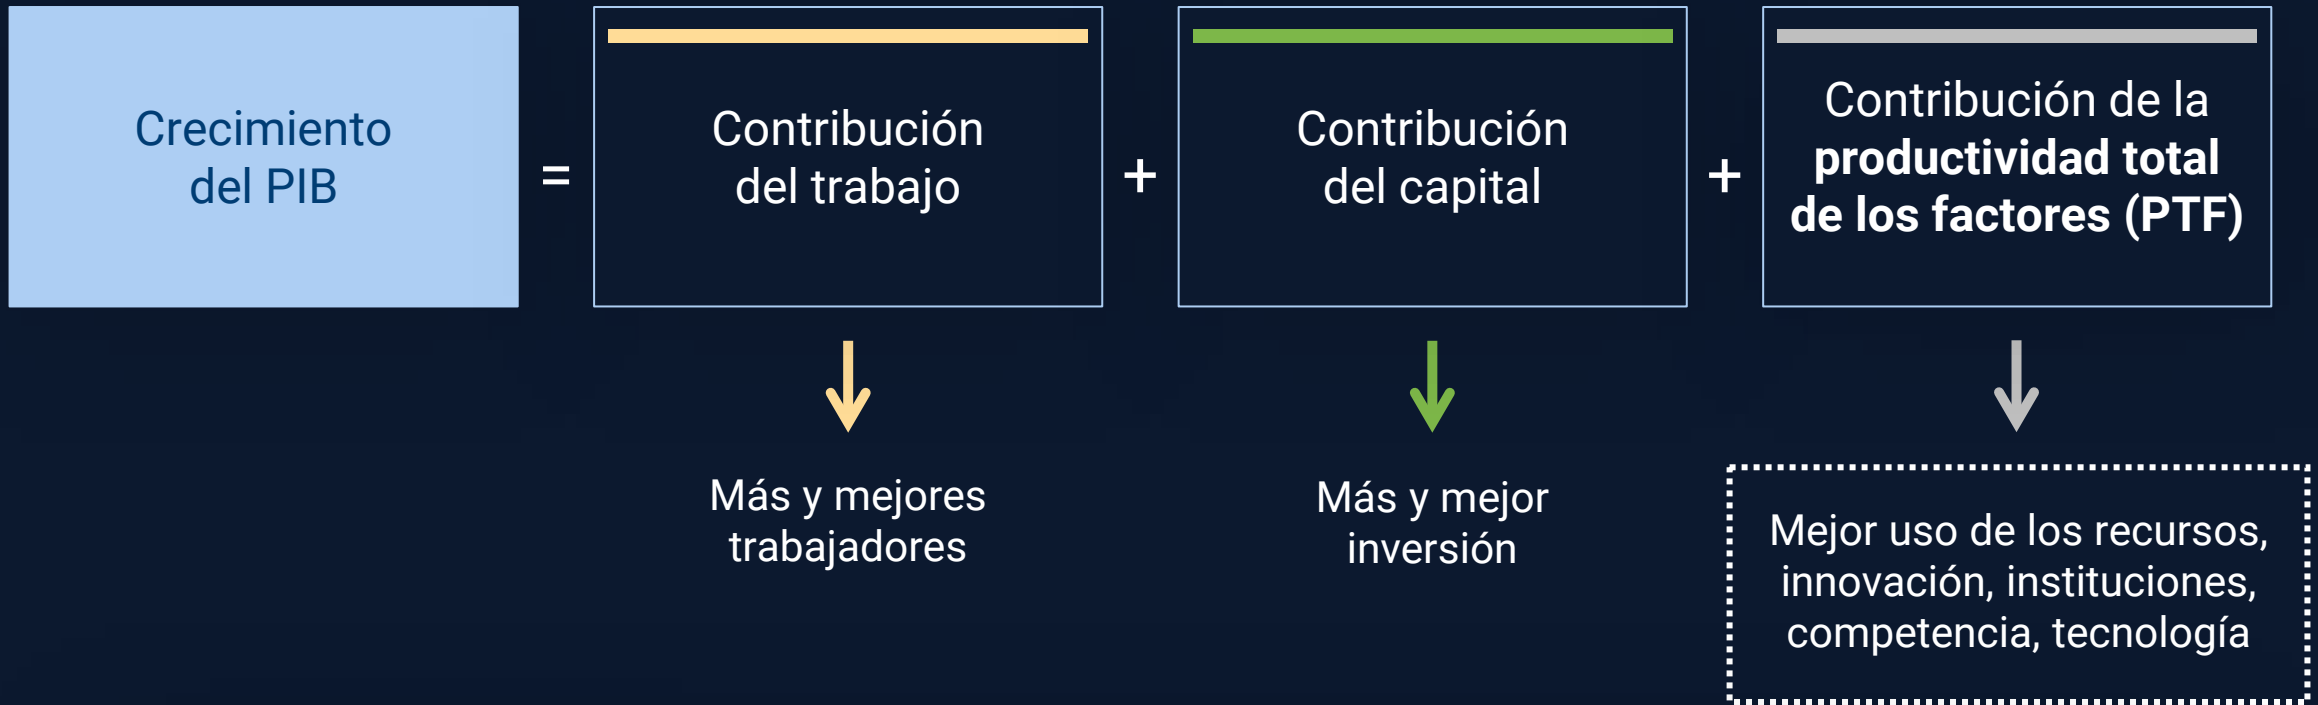 Crecimiento
del PIB
=
Contribución
del trabajo
+
Contribución
del capital
+
Contribución de la
productividad total
de los factores (PTF)
Más y mejores
trabajadores
Más y mejor
inversión
Mejor uso de los recursos,
innovación, instituciones,
competencia, tecnología